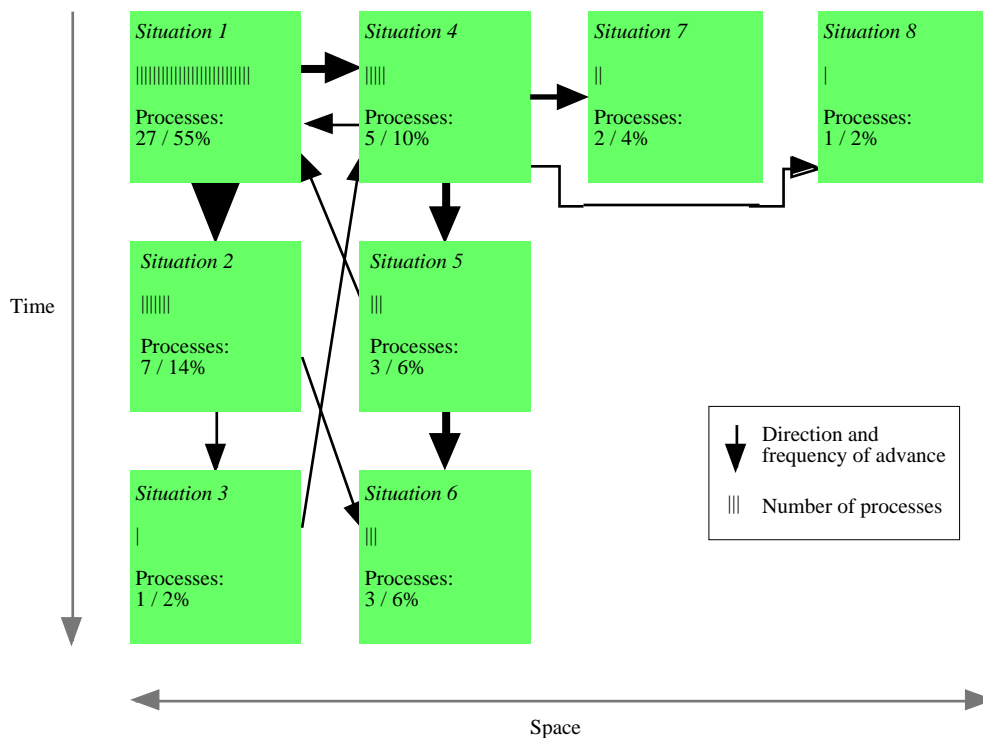 Situation 1
Processes:
27 / 55%
Situation 4
Processes:
5 / 10%
Situation 7
Processes:
2 / 4%
Situation 8
Processes:
1 / 2%
Time
Situation 2
Processes:
7 / 14%
Situation 5
Processes:
3 / 6%
Situation 3
Processes:
1 / 2%
Situation 6
Processes:
3 / 6%
Direction and
frequency of advance
Number of processes
Space